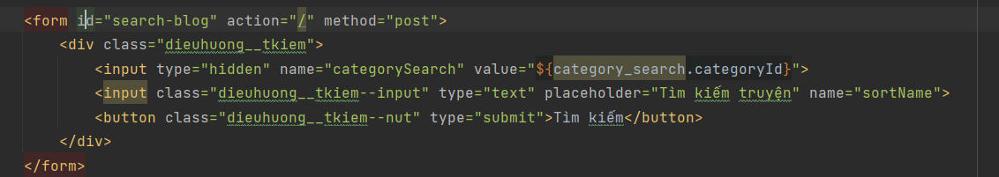 <form id="search-blog" action="/" method="post">
<div class="dieuhuong__tkiem">
<input type="hidden" name="categorySearch" value="${category_search.categoryId}">
<input class="dieuhuong__tkiem--input" type="text" placeholder="Tìm kiếm truyện" name="sortName">
<button class="dieuhuong__tkiem--nut" type="submit">Tìm kiếm</button>
</div>
</form>